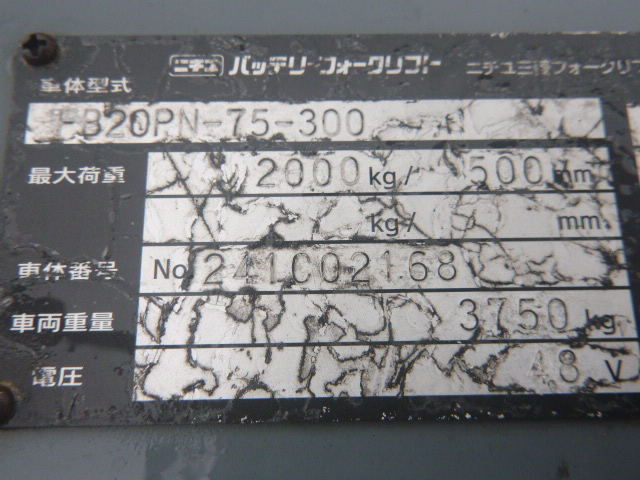 ニチユ バッテリーフォークリフト ニチユ三菱フォークリフ
車体型式
FB20PN-75-300
最大荷重 2000 kg/ 500 mm
kg/ mm
車体番号 No. 241C02168
車両重量 3750 kg
電圧 48 V